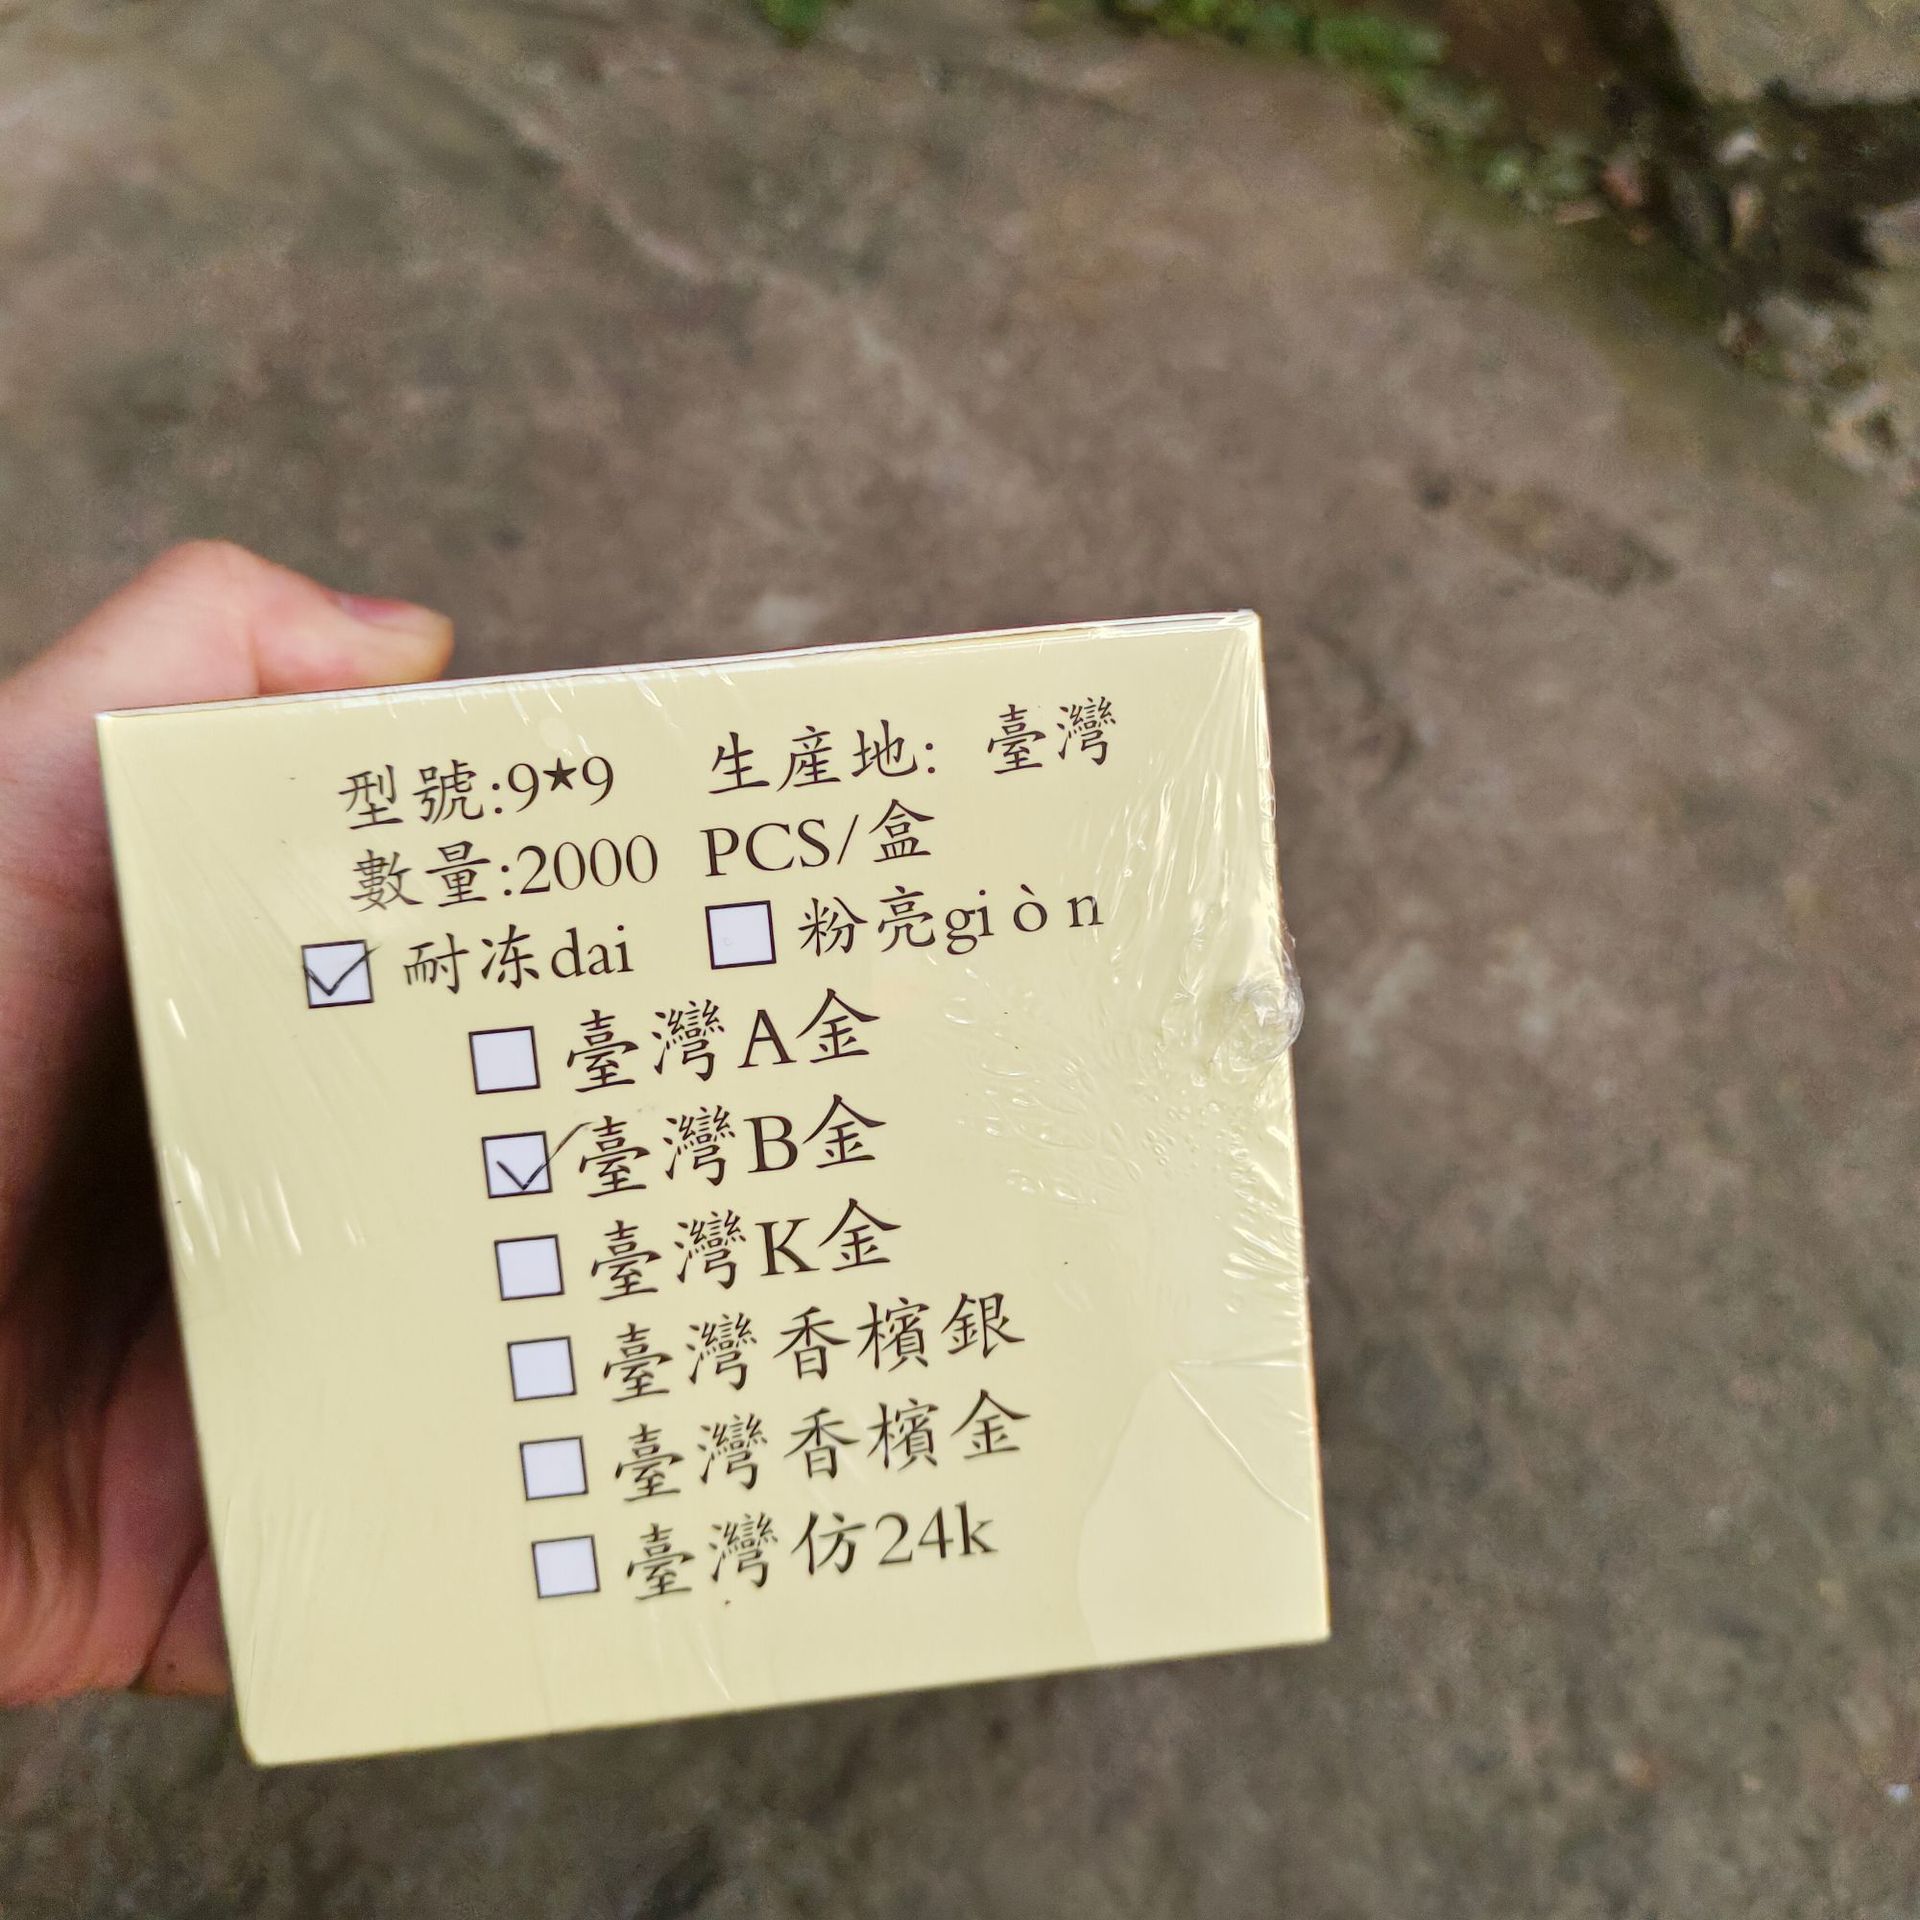 型號:9★9 生産地: 臺灣
數量:2000 PCS/盒
耐冻dai 粉亮giòn
臺灣A金
臺灣B金
臺灣K金
臺灣香檳銀
臺灣香檳金
臺灣仿24k